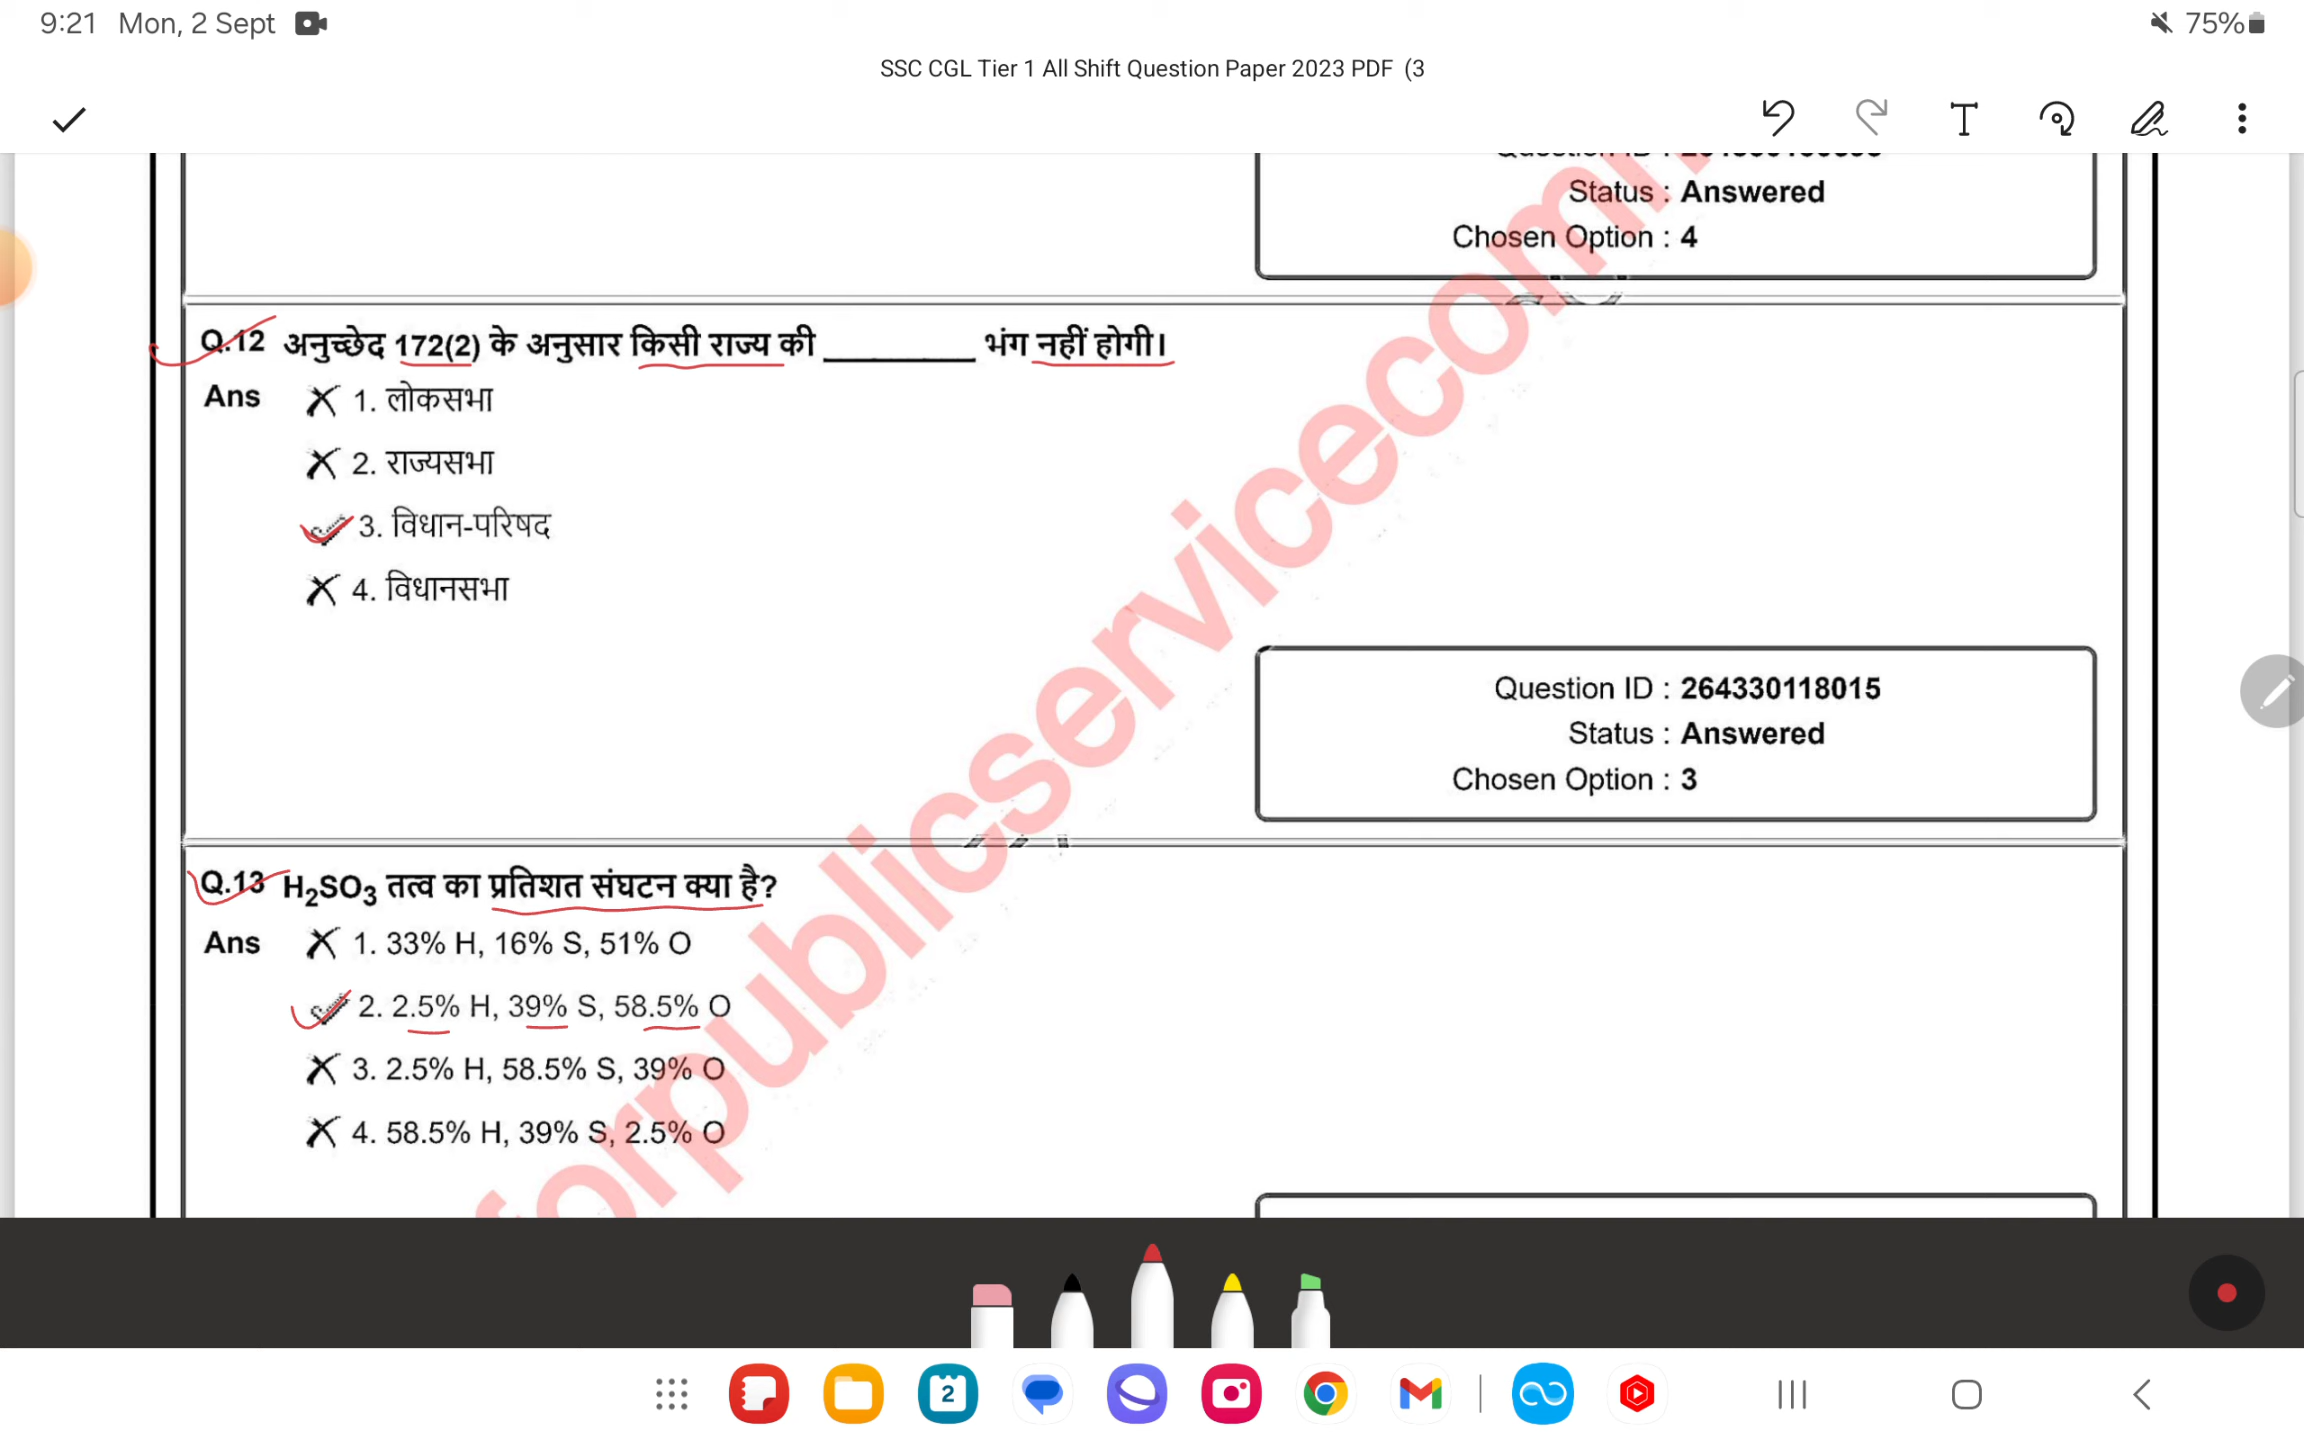 9:21 Mon, 2 Sept
75%
SSC CGL Tier 1 All Shift Question Paper 2023 PDF (3
Status : Answered
Chosen Option : 4
Q.12 अनुच्छेद 172(2) के अनुसार किसी राज्य की __________ भंग नहीं होगी।
Ans 1. लोकसभा
2. राज्यसभा
3. विधान-परिषद
4. विधानसभा
Question ID : 264330118015
Status : Answered
Chosen Option : 3
Q.13 H₂SO₃ तत्व का प्रतिशत संघटन क्या है?
Ans 1. 33% H, 16% S, 51% O
2. 2.5% H, 39% S, 58.5% O
3. 2.5% H, 58.5% S, 39% O
4. 58.5% H, 39% S, 2.5% O
forpublicservicecomm
2